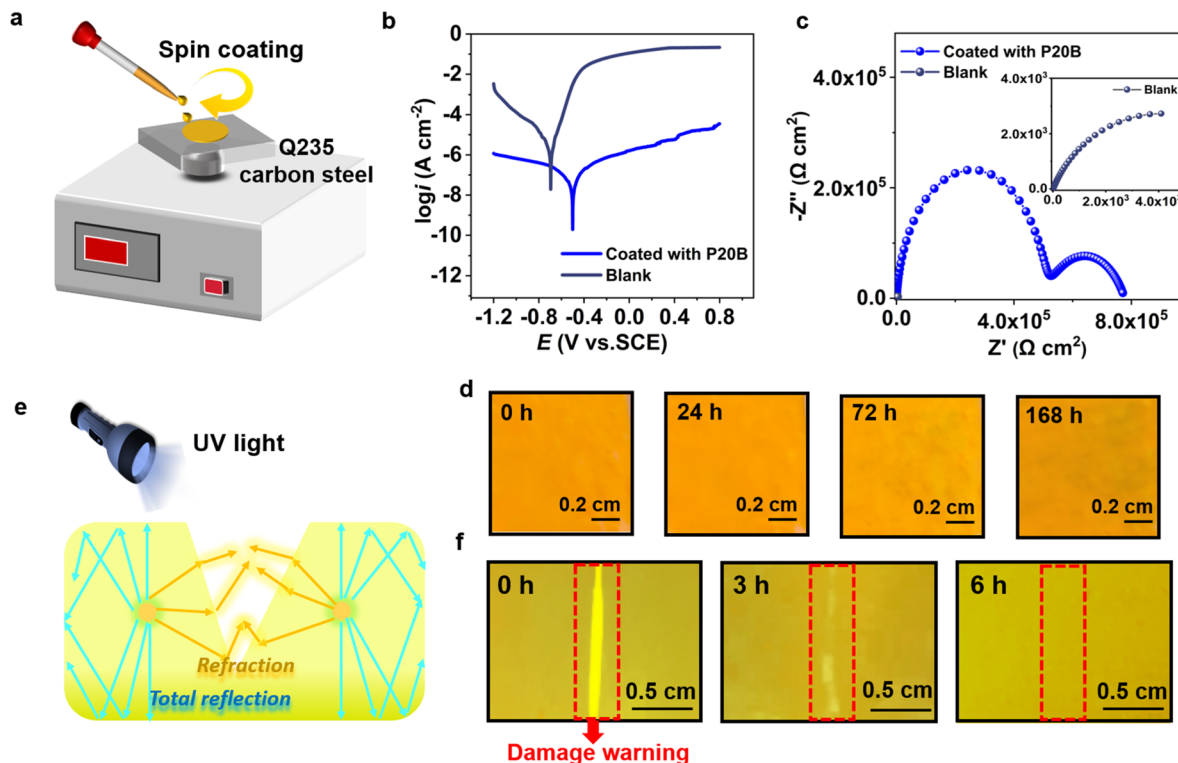 a
Spin coating
Q235
carbon steel
b
0
-2
-4
-6
-8
-10
-12
logi (A cm⁻²)
Coated with P20B
Blank
-1.2 -0.8 -0.4 0.0 0.4 0.8
E (V vs.SCE)
c
Coated with P20B
Blank
4.0x10⁵
2.0x10⁵
0.0
-Z'' (Ω cm²)
4.0x10³
2.0x10³
0.0
Blank
0.0 2.0x10³ 4.0x10³
0.0 4.0x10⁵ 8.0x10⁵
Z' (Ω cm²)
d
0 h
0.2 cm
24 h
0.2 cm
72 h
0.2 cm
168 h
0.2 cm
e
UV light
Refraction
Total reflection
f
0 h
0.5 cm
3 h
0.5 cm
6 h
0.5 cm
Damage warning